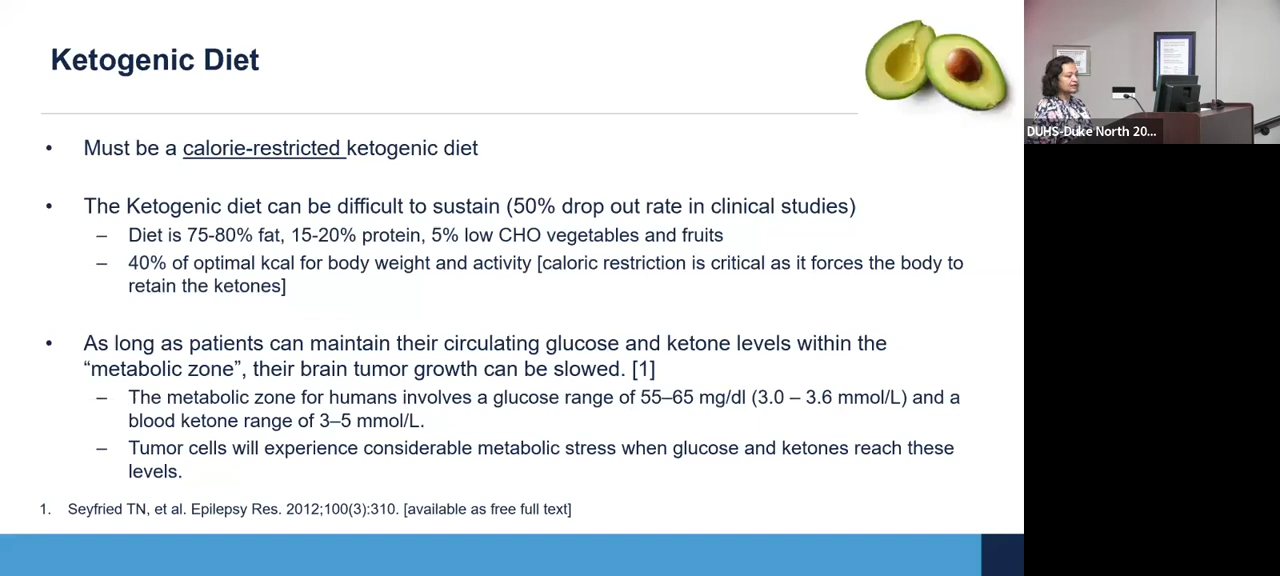 Ketogenic Diet
• Must be a calorie-restricted ketogenic diet
• The Ketogenic diet can be difficult to sustain (50% drop out rate in clinical studies)
– Diet is 75-80% fat, 15-20% protein, 5% low CHO vegetables and fruits
– 40% of optimal kcal for body weight and activity [caloric restriction is critical as it forces the body to
retain the ketones]
• As long as patients can maintain their circulating glucose and ketone levels within the
“metabolic zone”, their brain tumor growth can be slowed. [1]
– The metabolic zone for humans involves a glucose range of 55–65 mg/dl (3.0 – 3.6 mmol/L) and a
blood ketone range of 3–5 mmol/L.
– Tumor cells will experience considerable metabolic stress when glucose and ketones reach these
levels.
1. Seyfried TN, et al. Epilepsy Res. 2012;100(3):310. [available as free full text]
DUHS-Duke North 20...